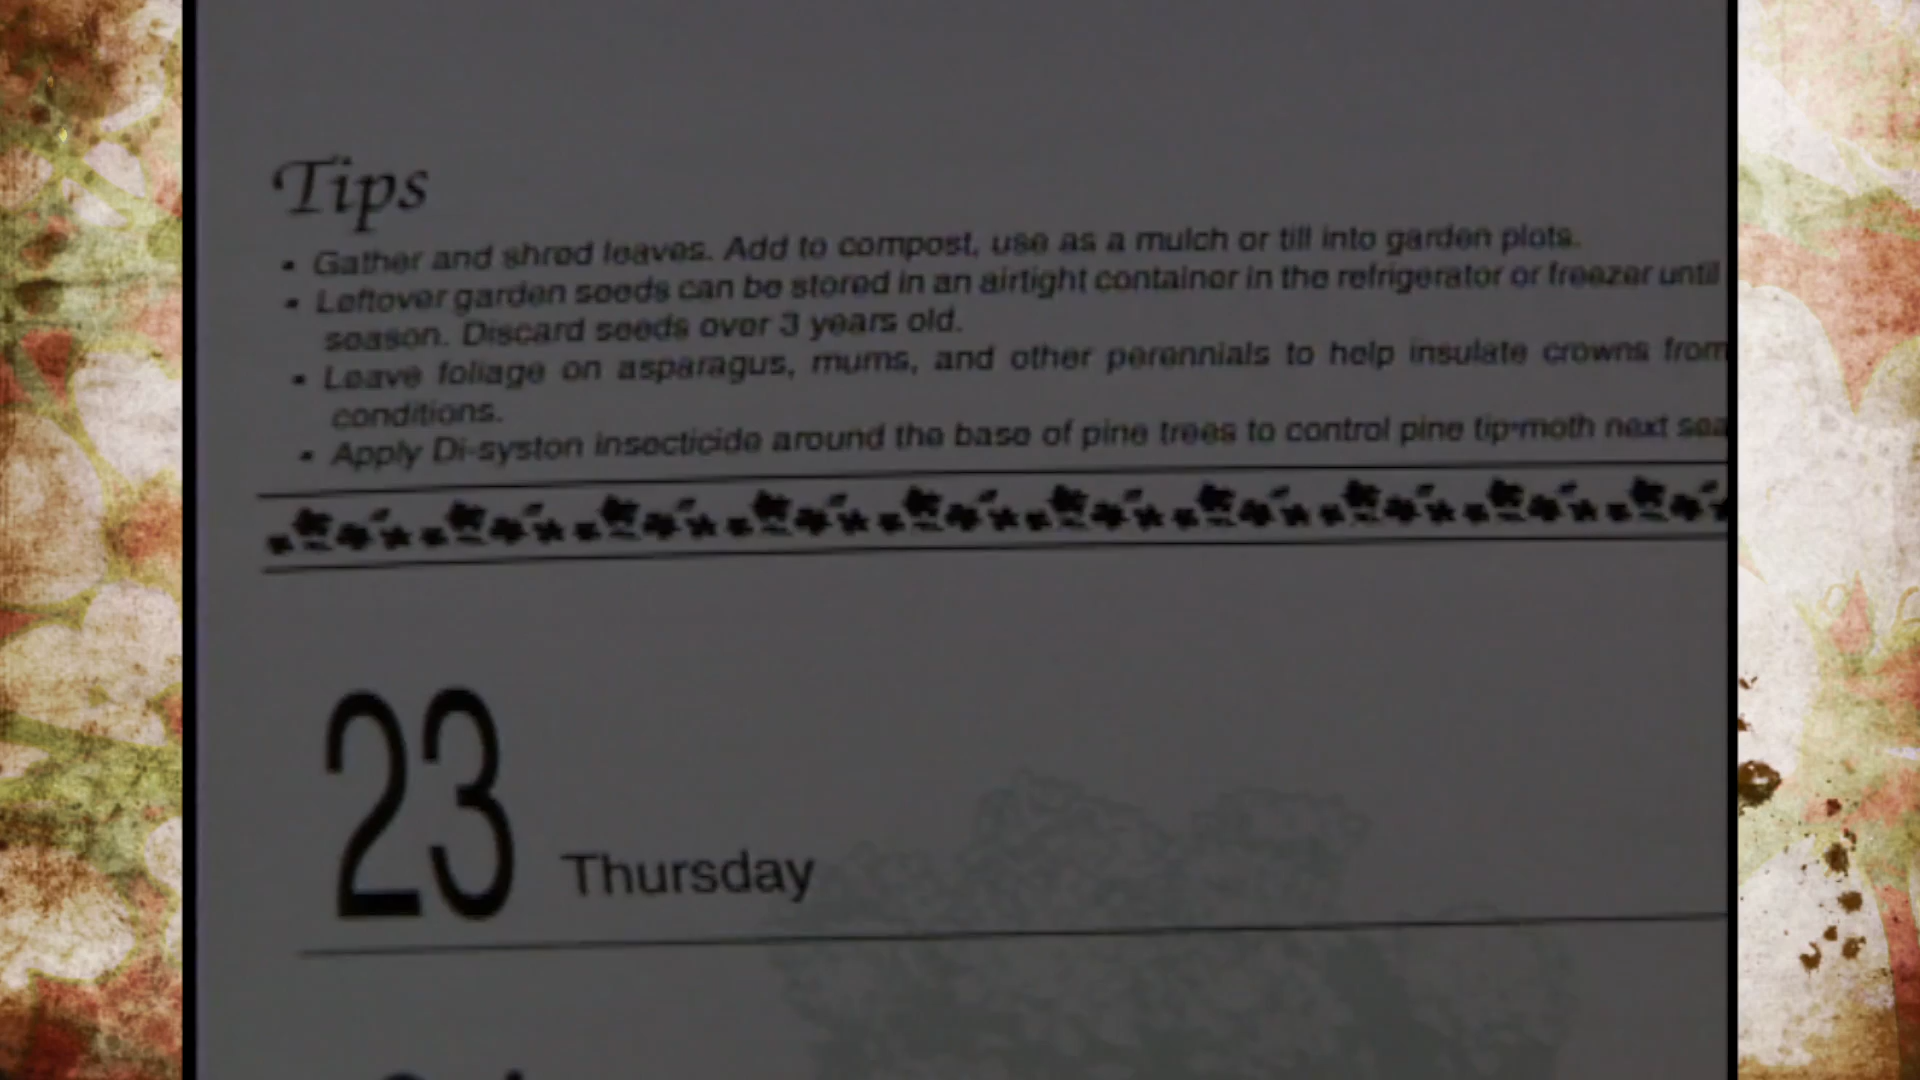 Tips
• Gather and shred leaves. Add to compost, use as a mulch or till into garden plots.
• Leftover garden seeds can be stored in an airtight container in the refrigerator or freezer until
season. Discard seeds over 3 years old.
• Leave foliage on asparagus, mums, and other perennials to help insulate crowns from
conditions.
• Apply Di-syston insecticide around the base of pine trees to control pine tip-moth next
23 Thursday